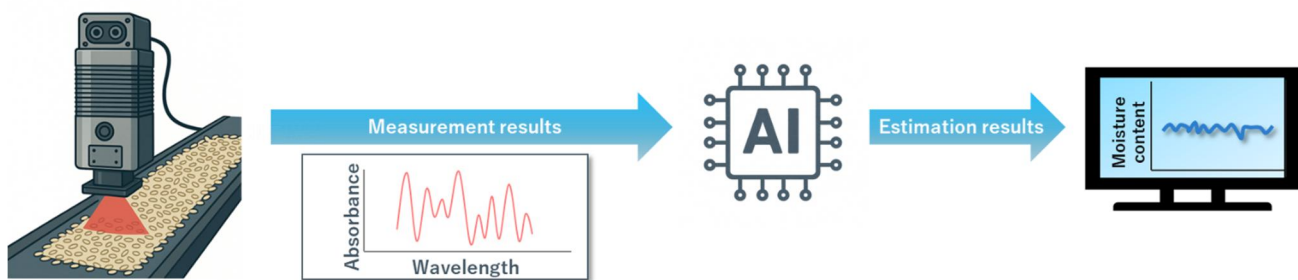 Measurement results
Absorbance
Wavelength
AI
Estimation results
Moisture
content